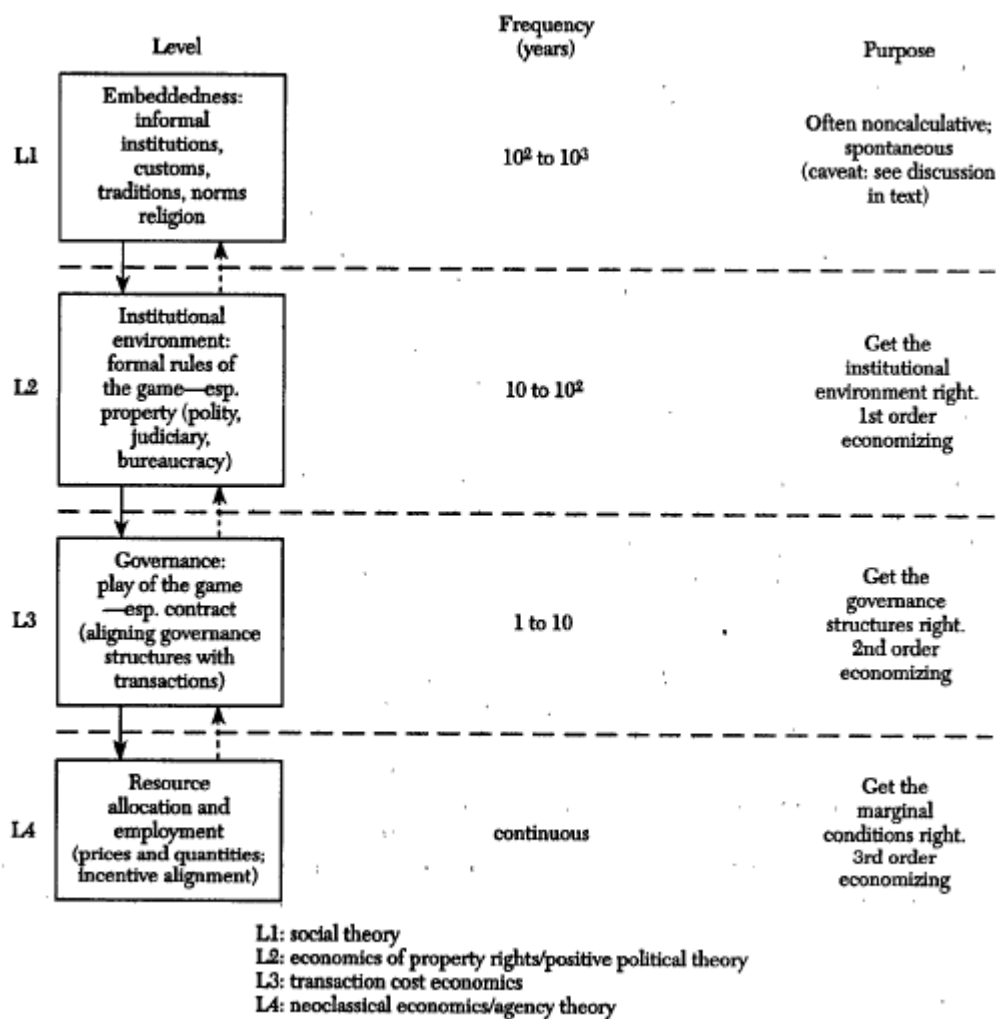 Level
Frequency
(years)
Purpose
L1
Embeddedness:
informal
institutions,
customs,
traditions, norms
religion
10² to 10³
Often noncalculative;
spontaneous
(caveat: see discussion
in text)
L2
Institutional
environment:
formal rules of
the game—esp.
property (polity,
judiciary,
bureaucracy)
10 to 10²
Get the
institutional
environment right.
1st order
economizing
L3
Governance:
play of the game
—esp. contract
(aligning governance
structures with
transactions)
1 to 10
Get the
governance
structures right.
2nd order
economizing
L4
Resource
allocation and
employment
(prices and quantities;
incentive alignment)
continuous
Get the
marginal
conditions right.
3rd order
economizing
L1: social theory
L2: economics of property rights/positive political theory
L3: transaction cost economics
L4: neoclassical economics/agency theory